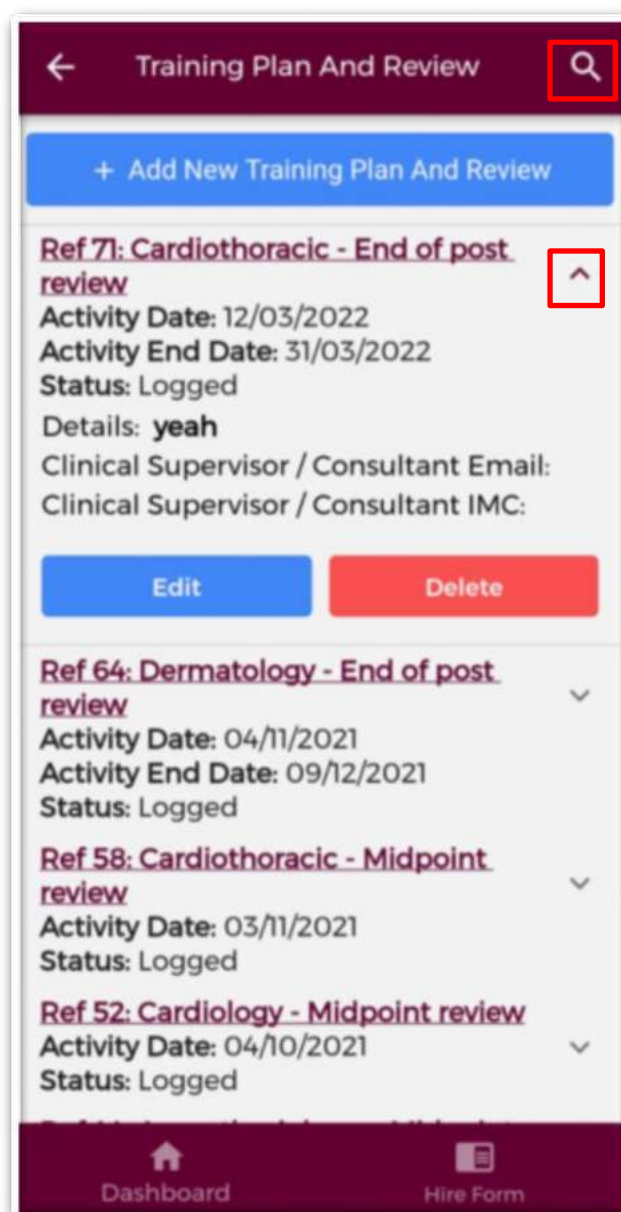 Training Plan And Review
+ Add New Training Plan And Review
Ref 71: Cardiothoracic - End of post
review
Activity Date: 12/03/2022
Activity End Date: 31/03/2022
Status: Logged
Details: yeah
Clinical Supervisor / Consultant Email:
Clinical Supervisor / Consultant IMC:
Edit Delete
Ref 64: Dermatology - End of post
review
Activity Date: 04/11/2021
Activity End Date: 09/12/2021
Status: Logged
Ref 58: Cardiothoracic - Midpoint
review
Activity Date: 03/11/2021
Status: Logged
Ref 52: Cardiology - Midpoint review
Activity Date: 04/10/2021
Status: Logged
Dashboard Hire Form